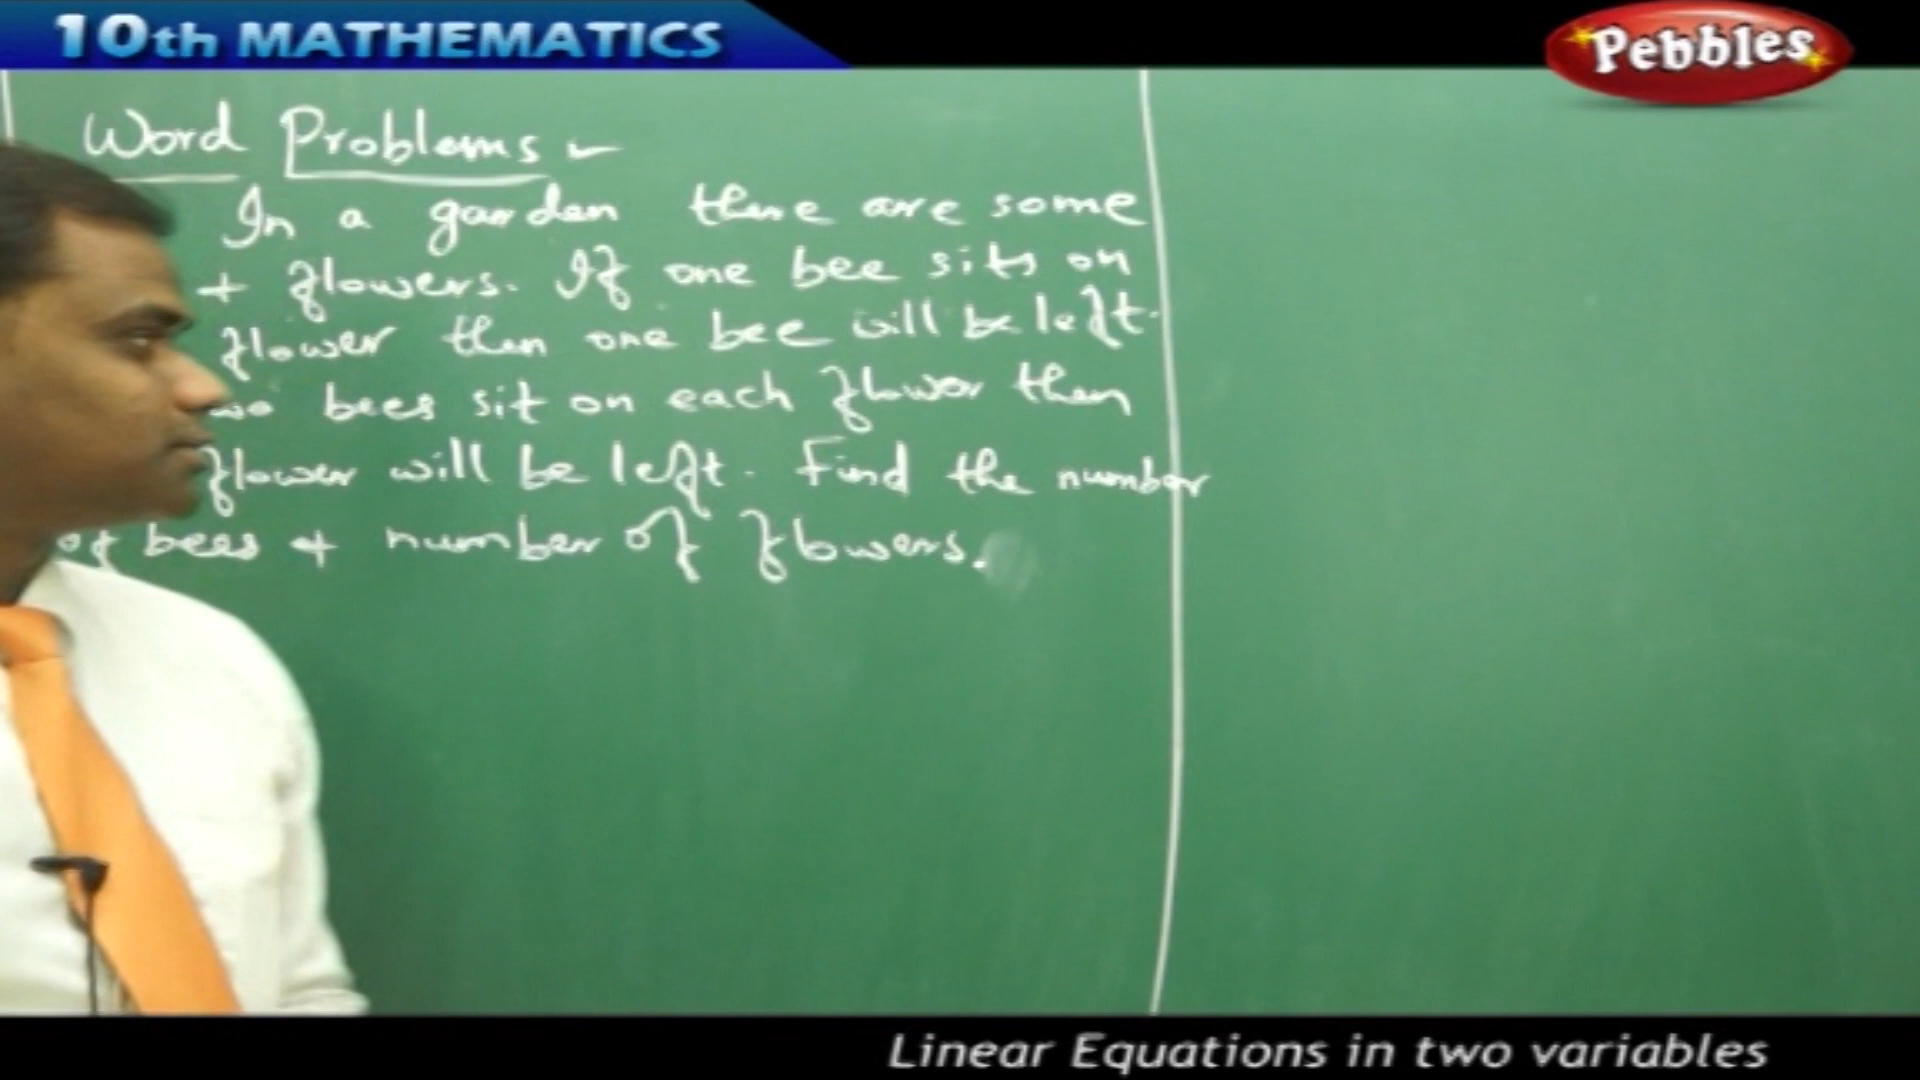 10th MATHEMATICS
Pebbles
Word Problems -
In a garden there are some
+ flowers. If one bee sits on
flower then one bee will be left.
bees sit on each flower then
flower will be left. Find the number
of bees + number of flowers.
Linear Equations in two variables